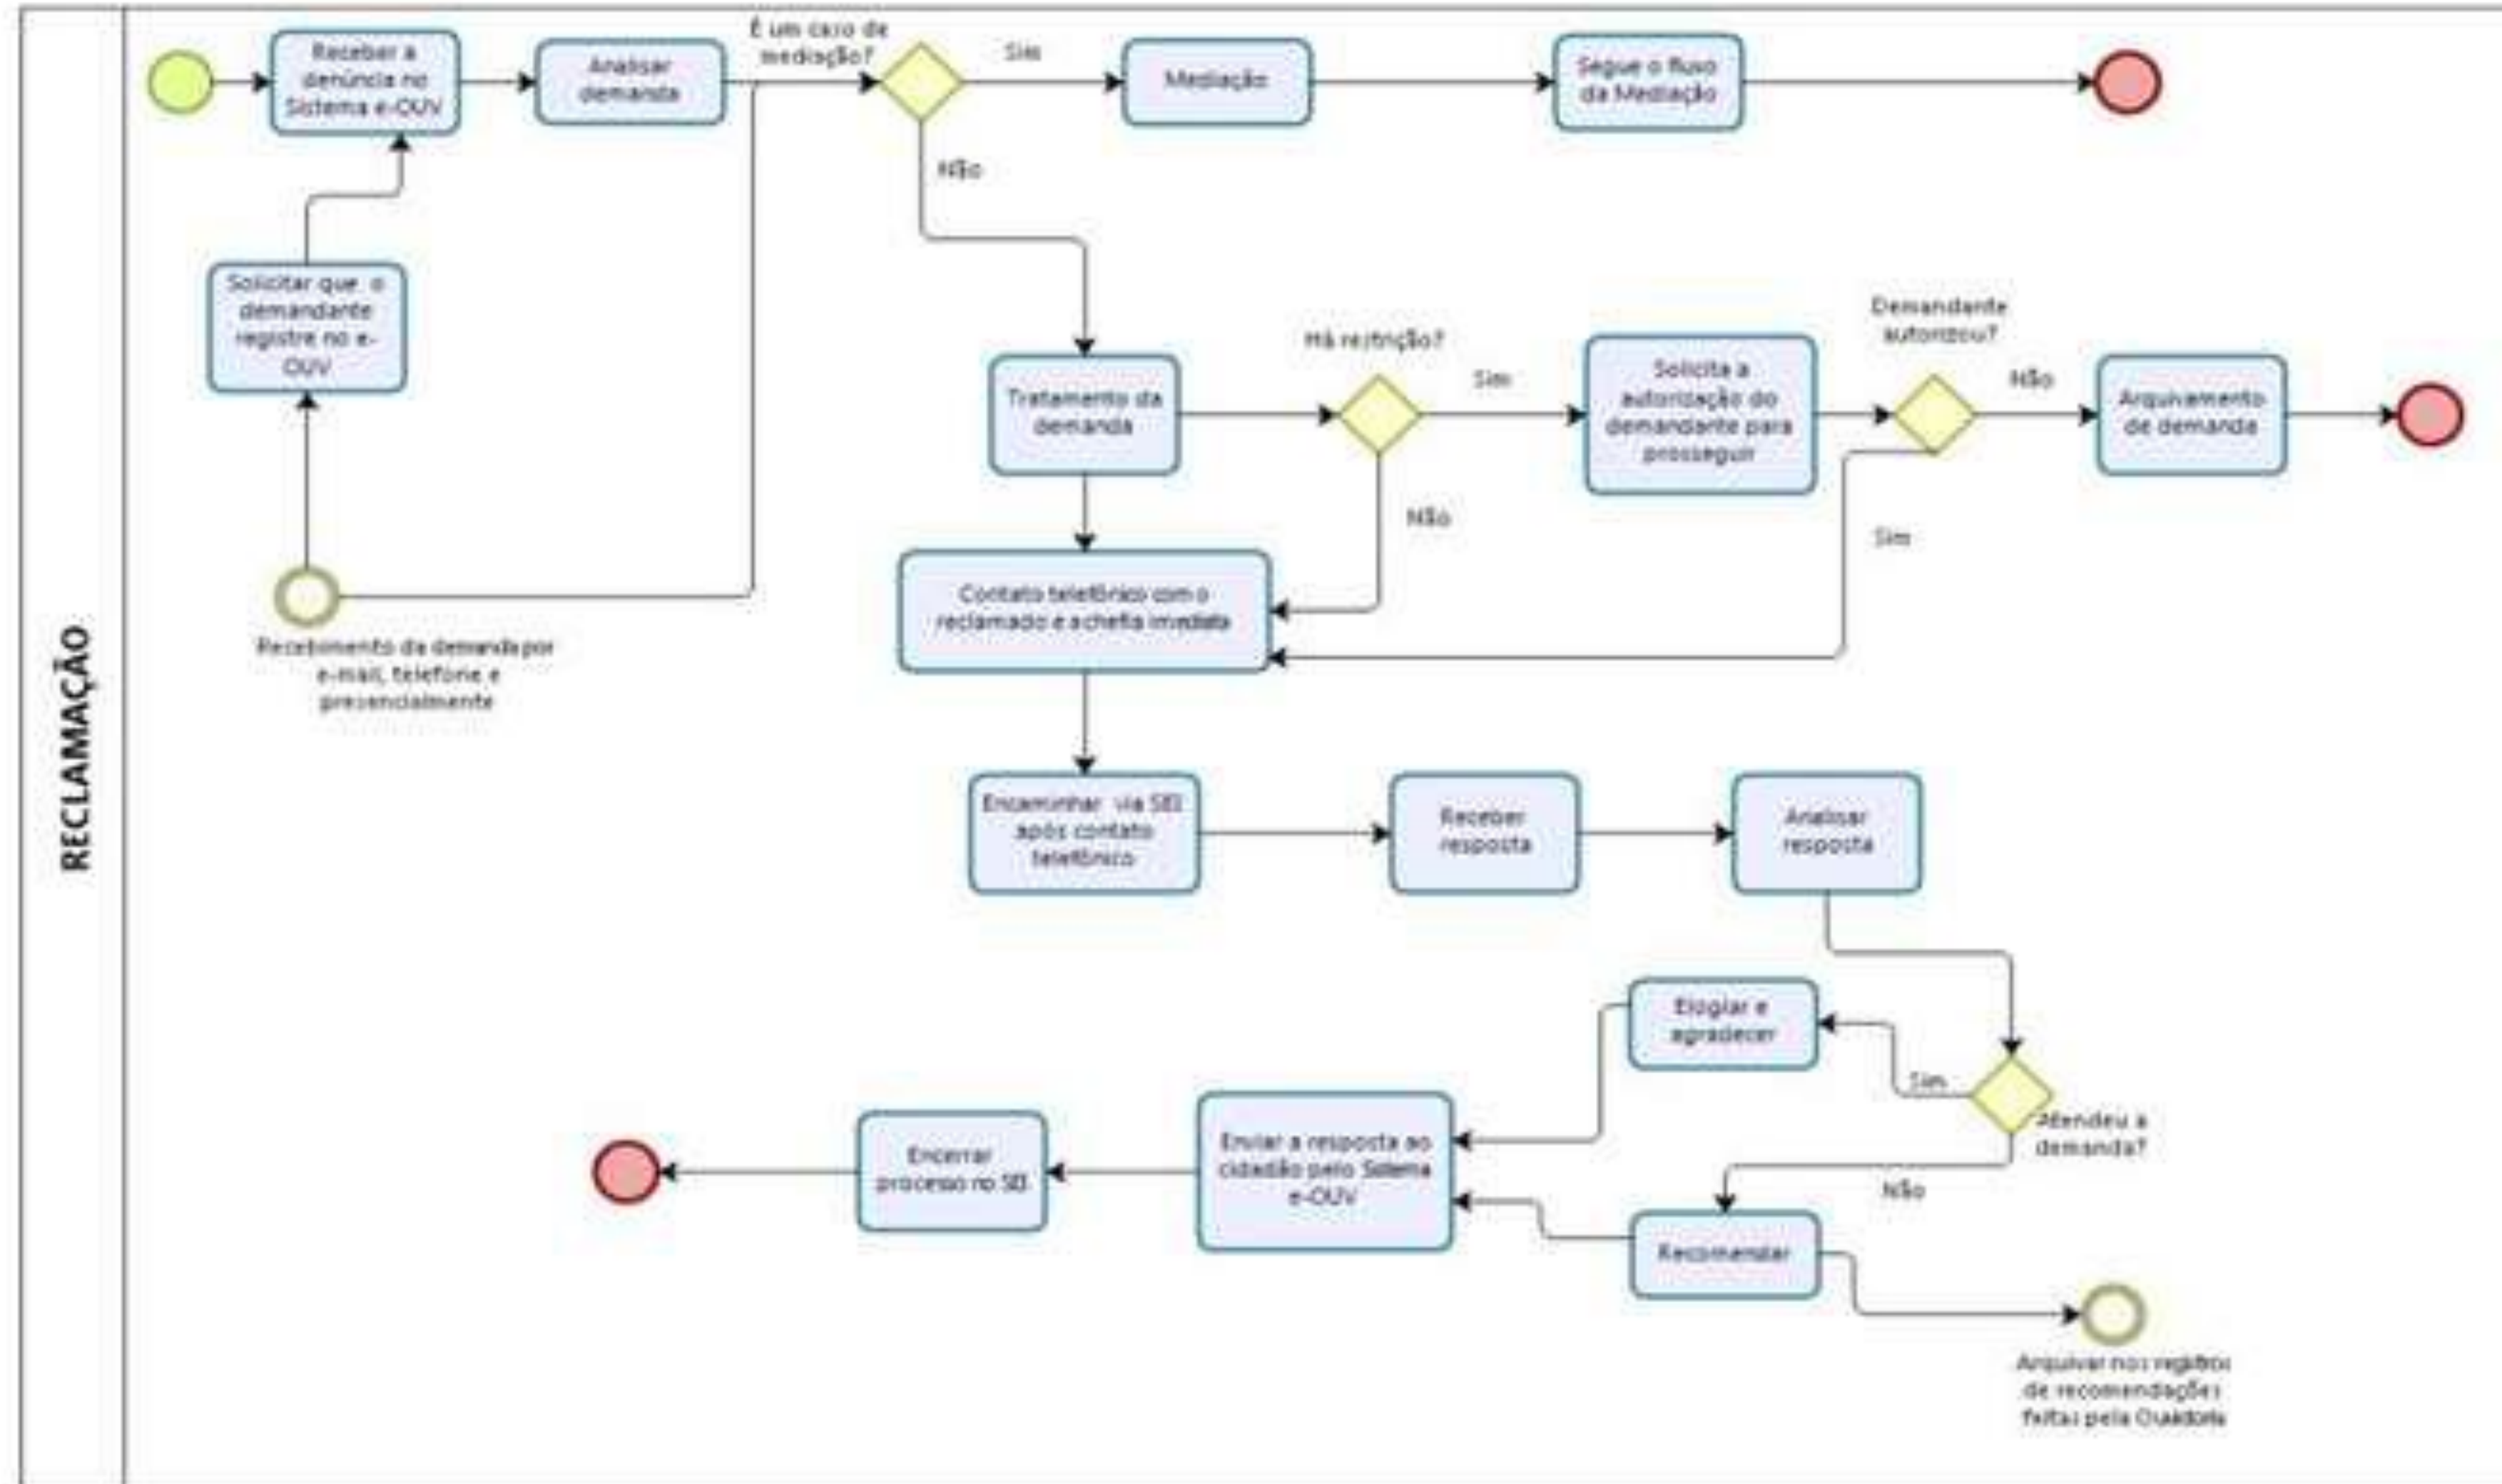 RECLAMAÇÃO
Receber a
denúncia no
Sistema e-OUV
Analisar
demanda
É um caso de
mediação?
Sim
Mediação
Segue o fluxo
da Mediação
Não
Solicitar que o
demandante
registre no e-
OUV
Recebimento da demanda por
e-mail, telefone e
presencialmente
Tratamento da
demanda
Há restrição?
Sim
Solicita a
autorização do
demandante para
prosseguir
Demandante
autorizou?
Não
Arquivamento
de demanda
Não
Sim
Contato telefônico com o
reclamado e a chefia imediata
Encaminhar via SEI
após contato
telefônico
Receber
resposta
Analisar
resposta
Elogiar e
agradecer
Sim
Atendeu a
demanda?
Não
Enviar a resposta ao
cidadão pelo Sistema
e-OUV
Encerrar
processo no SEI
Recomendar
Arquivar nos registros
de recomendações
feitas pela Ouvidoria